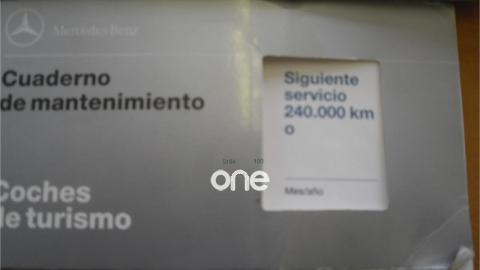 Mercedes-Benz
Cuaderno
de mantenimiento
Siguiente
servicio
240.000 km
o
Mes/año
one
Coches
de turismo